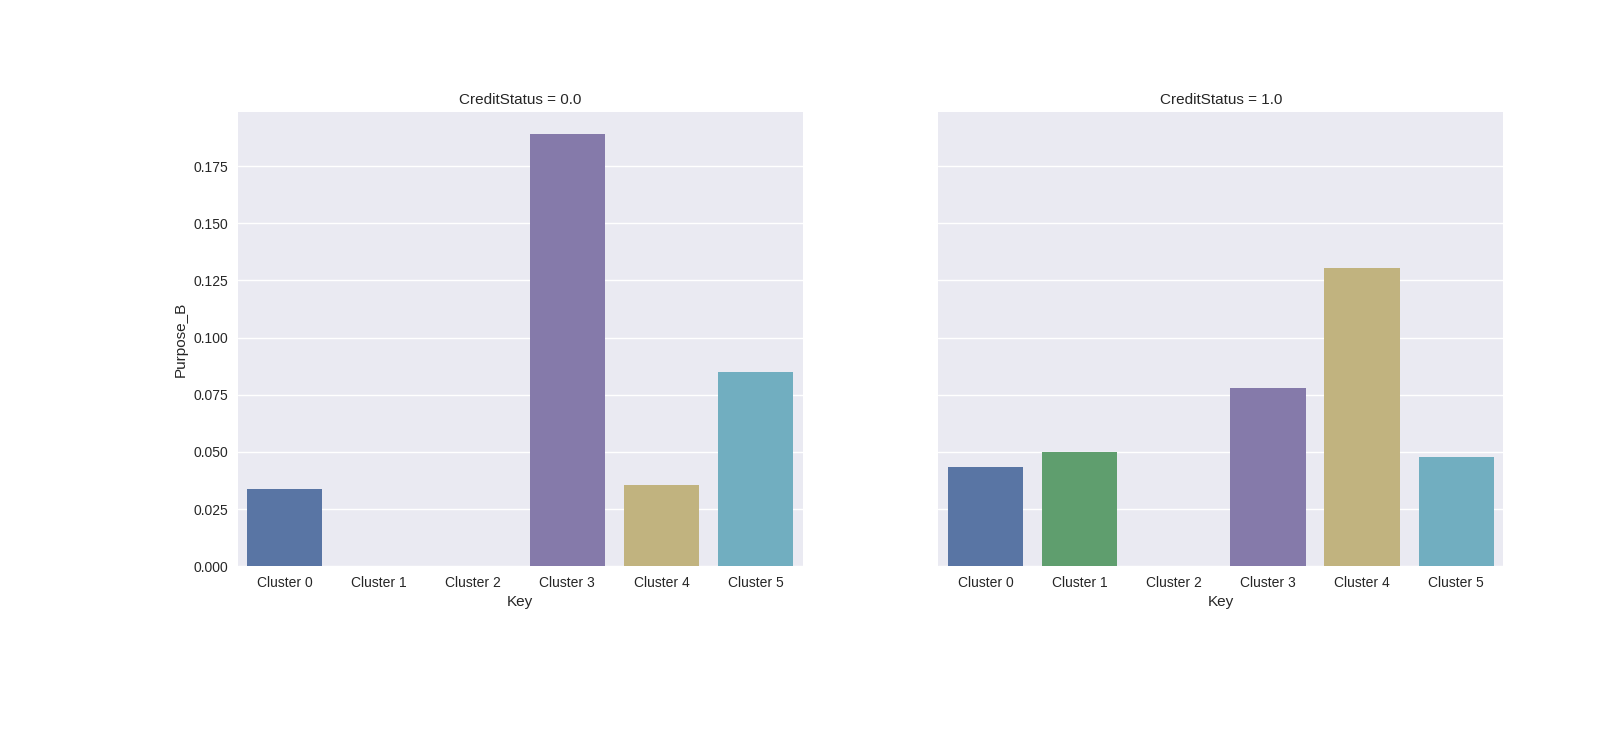 CreditStatus = 0.0
CreditStatus = 1.0
Purpose_B
0.175
0.150
0.125
0.100
0.075
0.050
0.025
0.000
Cluster 0 Cluster 1 Cluster 2 Cluster 3 Cluster 4 Cluster 5
Key
Cluster 0 Cluster 1 Cluster 2 Cluster 3 Cluster 4 Cluster 5
Key